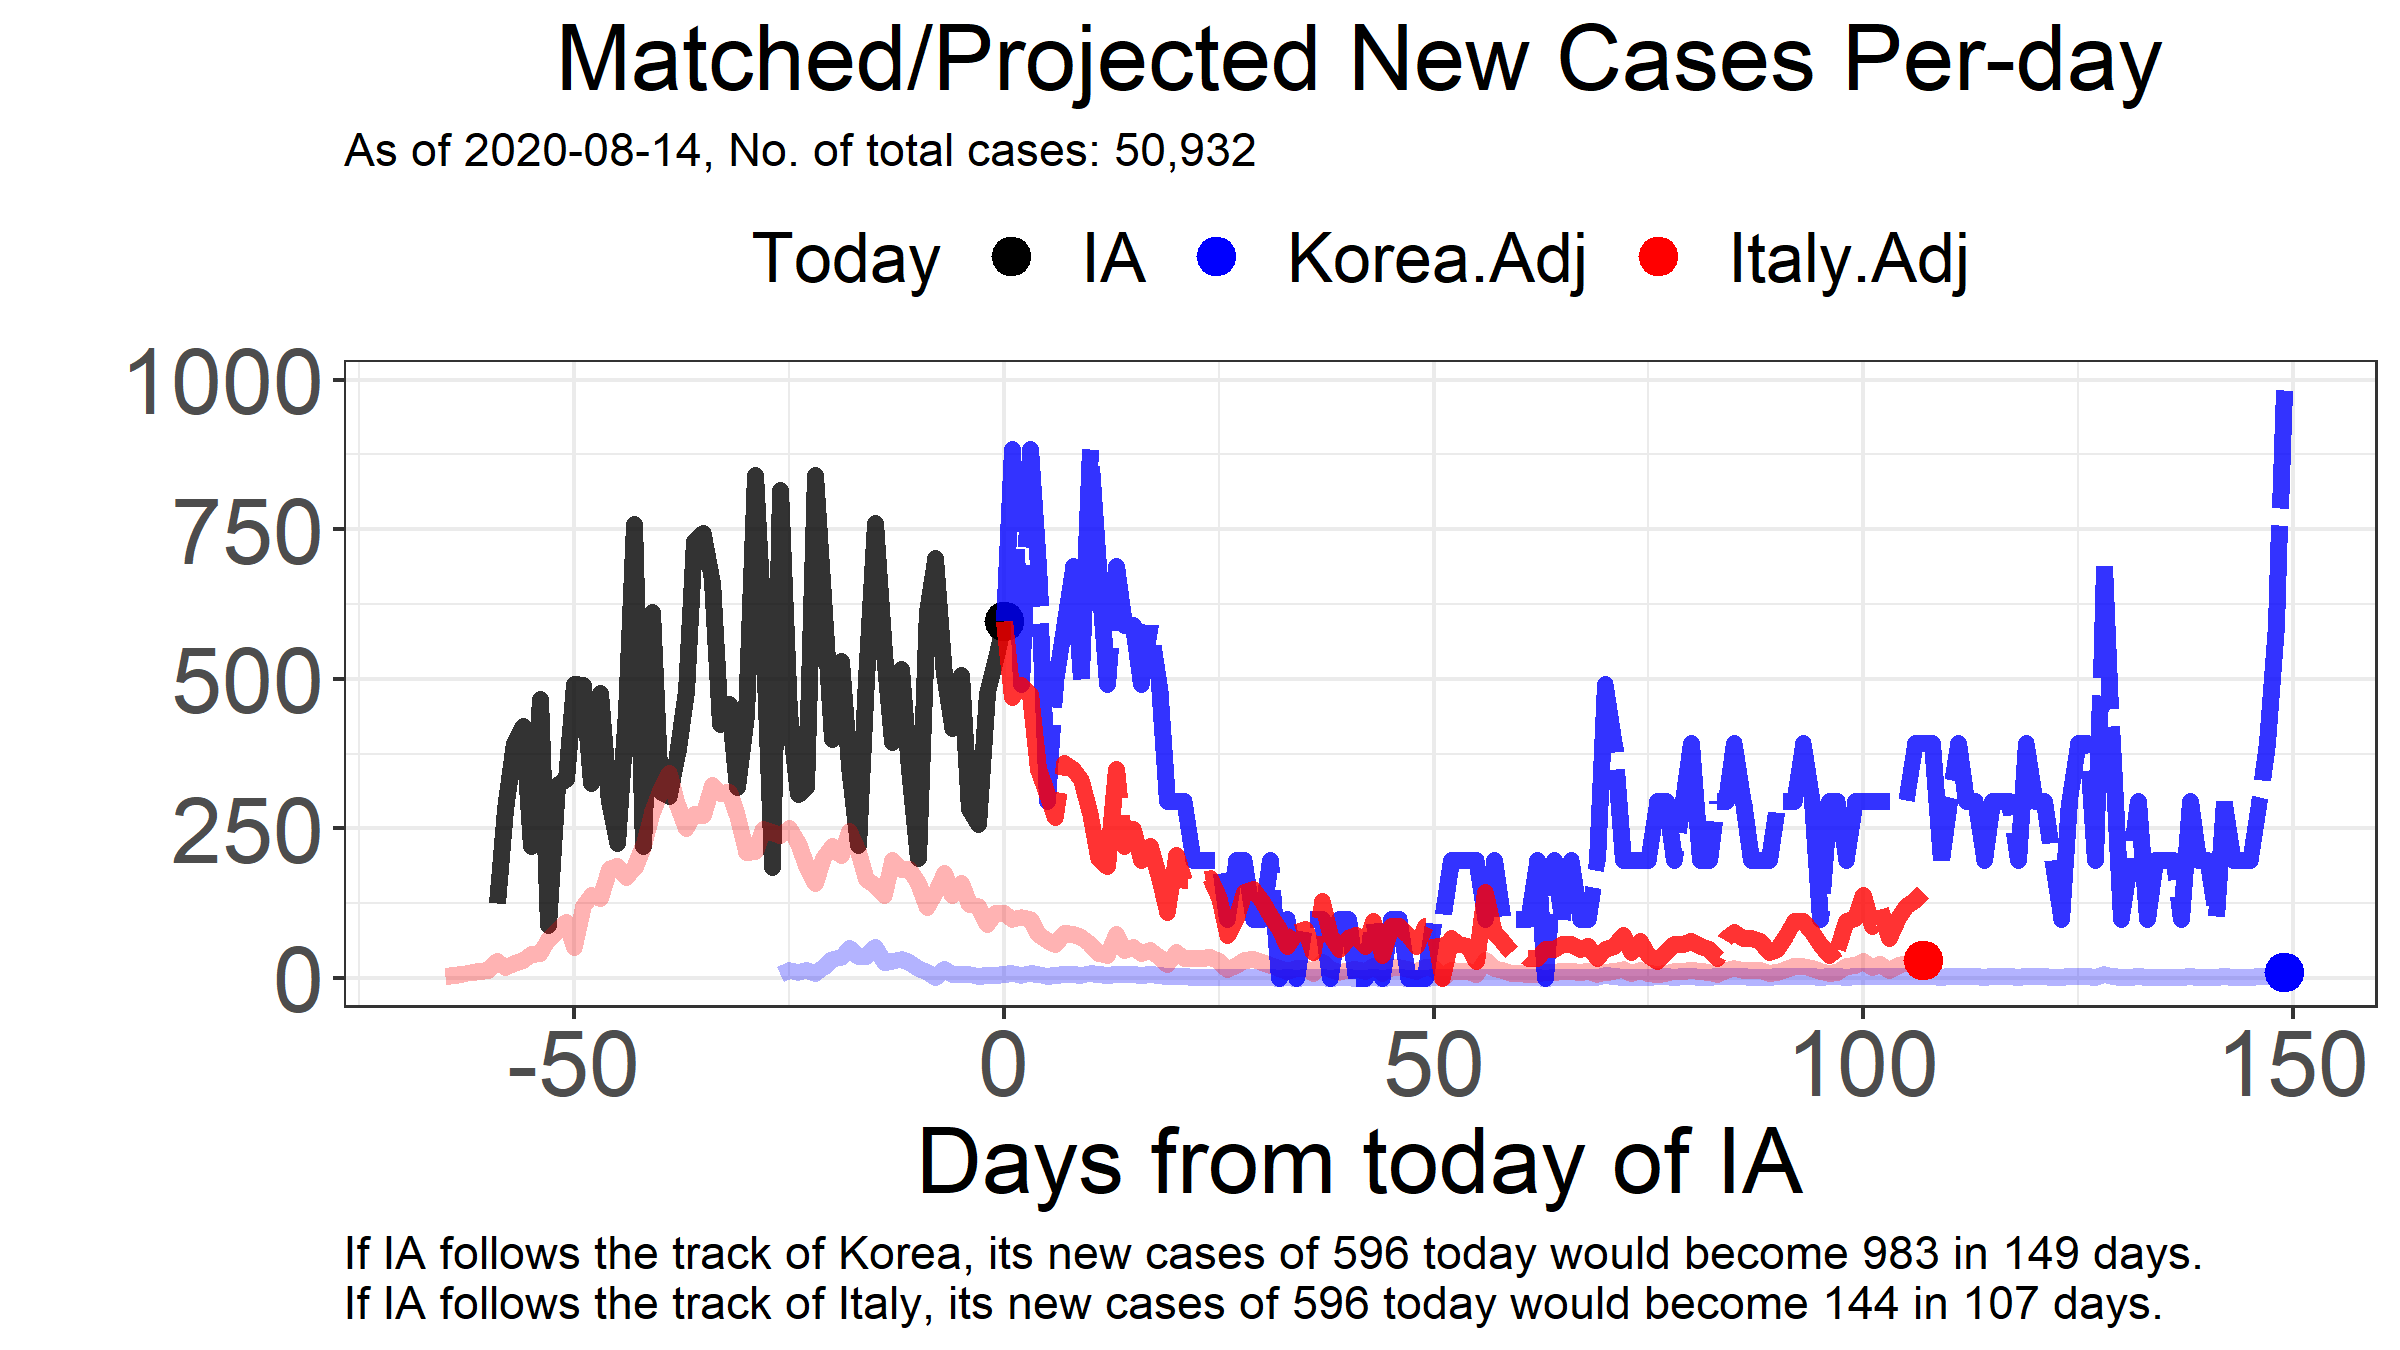 Matched/Projected New Cases Per-day
As of 2020-08-14, No. of total cases: 50,932
Today IA Korea.Adj Italy.Adj
1000
750
500
250
0
-50 0 50 100 150
Days from today of IA
If IA follows the track of Korea, its new cases of 596 today would become 983 in 149 days.
If IA follows the track of Italy, its new cases of 596 today would become 144 in 107 days.